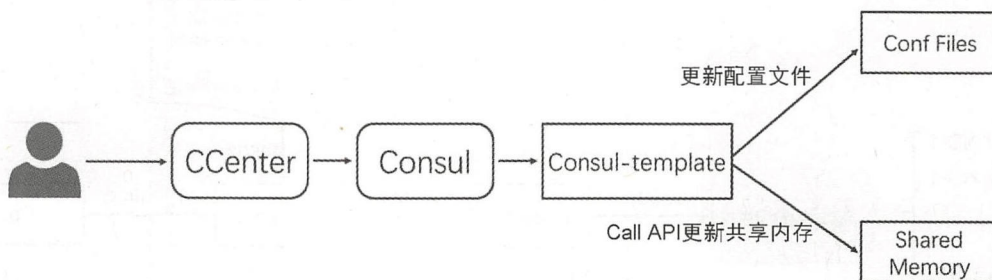 Conf Files
更新配置文件
CCenter
Consul
Consul-template
Call API更新共享内存
Shared
Memory